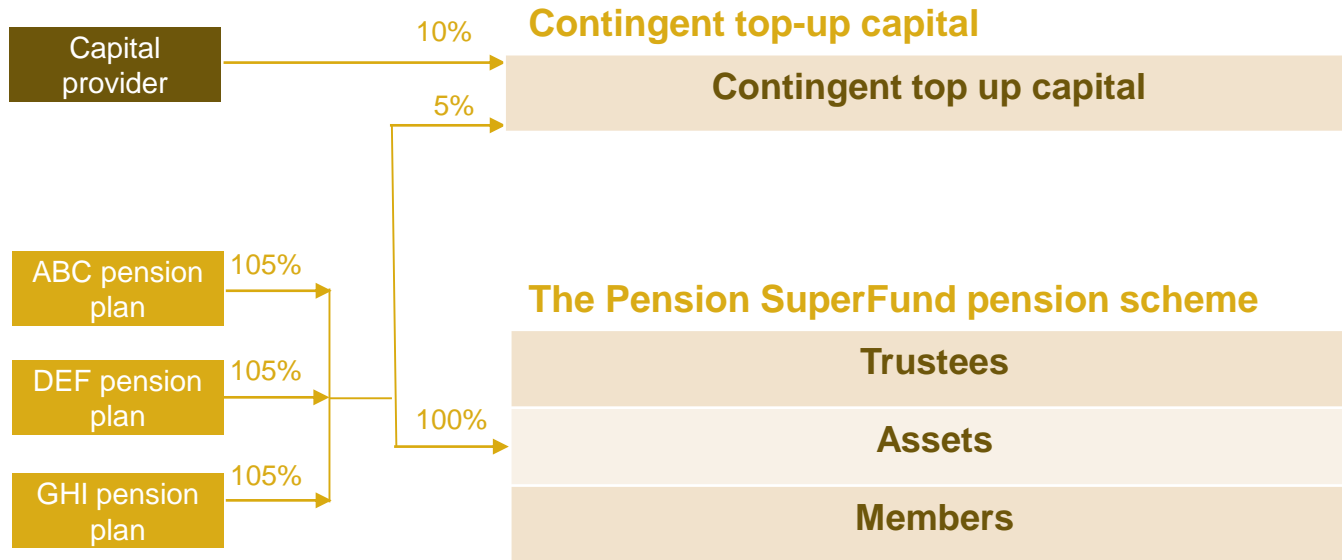 Contingent top-up capital
10%
Capital
provider
Contingent top up capital
5%
ABC pension
plan
105%
The Pension SuperFund pension scheme
Trustees
DEF pension
plan
105%
100%
Assets
GHI pension
plan
105%
Members